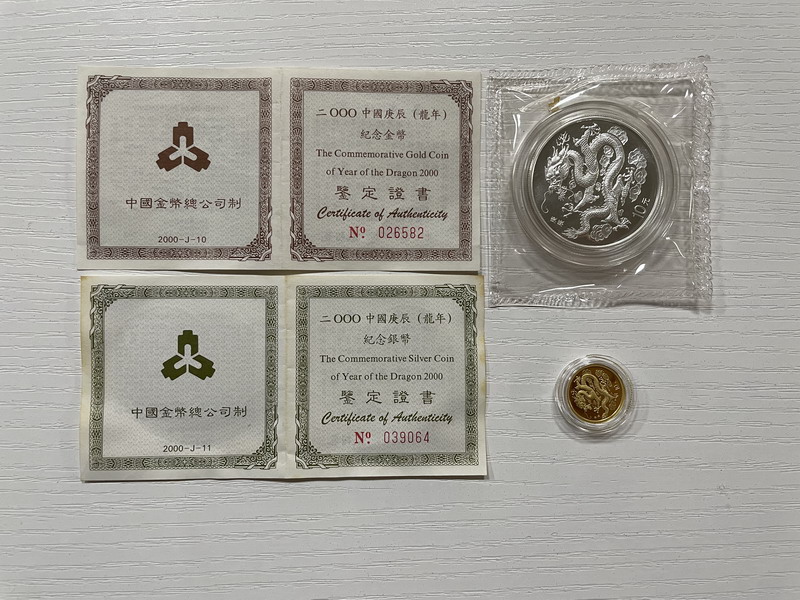 中國金幣總公司制
2000-J-10
二OOO 中國庚辰（龍年）
紀念金幣
The Commemorative Gold Coin
of Year of the Dragon 2000
鑒定證書
Certificate of Authenticity
Nº 026582
中國金幣總公司制
2000-J-11
二OOO 中國庚辰（龍年）
紀念銀幣
The Commemorative Silver Coin
of Year of the Dragon 2000
鑒定證書
Certificate of Authenticity
Nº 039064
10元